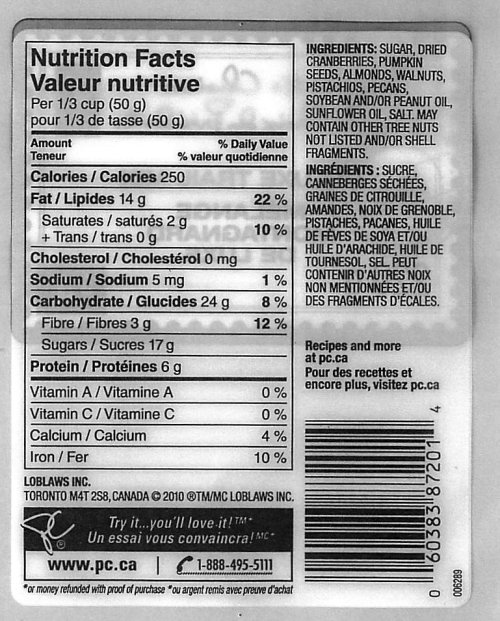 Nutrition Facts
Valeur nutritive
Per 1/3 cup (50 g)
pour 1/3 de tasse (50 g)
Amount % Daily Value
Teneur % valeur quotidienne
Calories / Calories 250
Fat / Lipides 14 g 22 %
Saturates / saturés 2 g
+ Trans / trans 0 g 10 %
Cholesterol / Cholestérol 0 mg
Sodium / Sodium 5 mg 1 %
Carbohydrate / Glucides 24 g 8 %
Fibre / Fibres 3 g 12 %
Sugars / Sucres 17 g
Protein / Protéines 6 g
Vitamin A / Vitamine A 0 %
Vitamin C / Vitamine C 0 %
Calcium / Calcium 4 %
Iron / Fer 10 %
LOBLAWS INC.
TORONTO M4T 2S8, CANADA © 2010 ®TM/MC LOBLAWS INC.
PC® Try it...you'll love it!TM*
Un essai vous convaincra!MC*
www.pc.ca | 1-888-495-5111
*or money refunded with proof of purchase *ou argent remis avec preuve d'achat
INGREDIENTS: SUGAR, DRIED
CRANBERRIES, PUMPKIN
SEEDS, ALMONDS, WALNUTS,
PISTACHIOS, PECANS,
SOYBEAN AND/OR PEANUT OIL,
SUNFLOWER OIL, SALT. MAY
CONTAIN OTHER TREE NUTS
NOT LISTED AND/OR SHELL
FRAGMENTS.
INGRÉDIENTS : SUCRE,
CANNEBERGES SÉCHÉES,
GRAINES DE CITROUILLE,
AMANDES, NOIX DE GRENOBLE,
PISTACHES, PACANES, HUILE
DE FÈVES DE SOYA ET/OU
HUILE D'ARACHIDE, HUILE DE
TOURNESOL, SEL. PEUT
CONTENIR D'AUTRES NOIX
NON MENTIONNÉES ET/OU
DES FRAGMENTS D'ÉCALES.
Recipes and more
at pc.ca
Pour des recettes et
encore plus, visitez pc.ca
0 60383 87201 4
006289